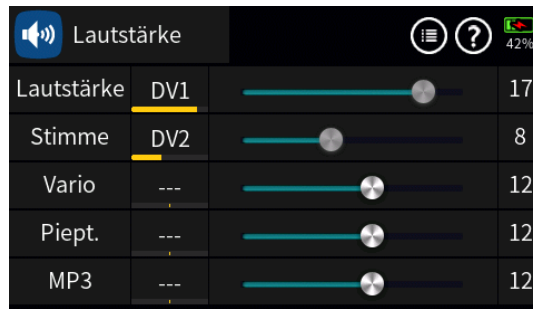 Lautstärke
42%
Lautstärke DV1 17
Stimme DV2 8
Vario --- 12
Piept. --- 12
MP3 --- 12